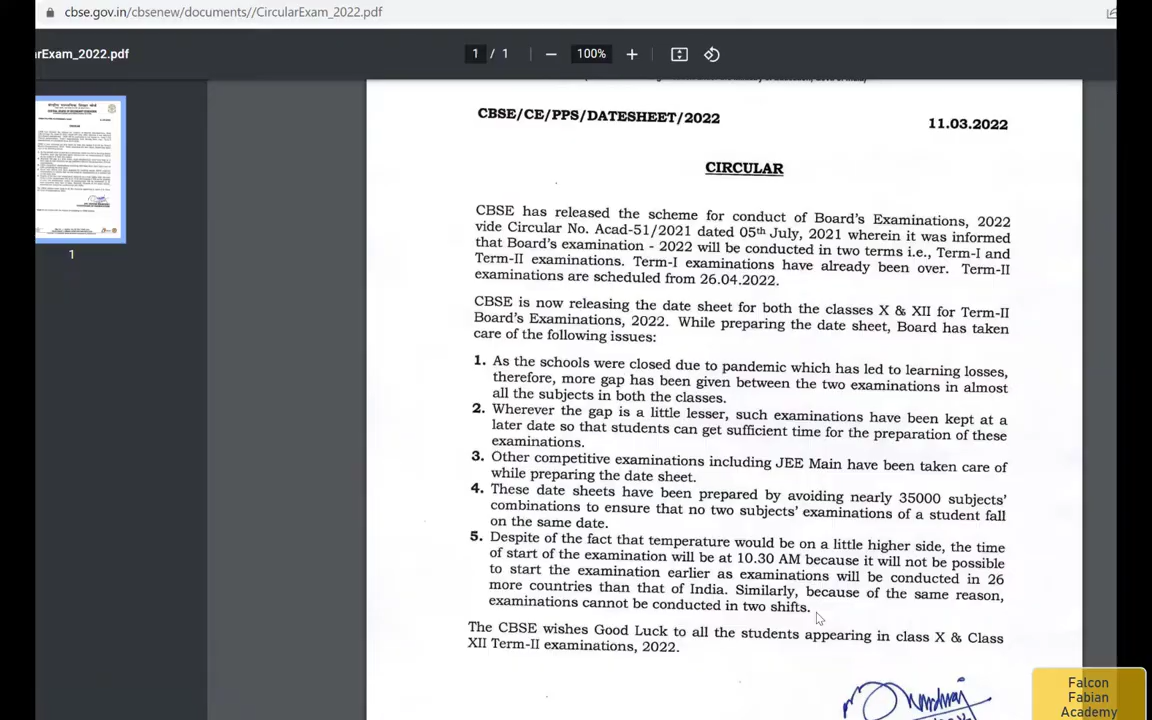 cbse.gov.in/cbsenew/documents//CircularExam_2022.pdf
rExam_2022.pdf
1 / 1
100%
CBSE/CE/PPS/DATESHEET/2022
11.03.2022
CIRCULAR
CBSE has released the scheme for conduct of Board's Examinations, 2022
vide Circular No. Acad-51/2021 dated 05th July, 2021 wherein it was informed
that Board's examination - 2022 will be conducted in two terms i.e., Term-I and
Term-II examinations. Term-I examinations have already been over. Term-II
examinations are scheduled from 26.04.2022.
CBSE is now releasing the date sheet for both the classes X & XII for Term-II
Board's Examinations, 2022. While preparing the date sheet, Board has taken
care of the following issues:
1. As the schools were closed due to pandemic which has led to learning losses,
therefore, more gap has been given between the two examinations in almost
all the subjects in both the classes.
2. Wherever the gap is a little lesser, such examinations have been kept at a
later date so that students can get sufficient time for the preparation of these
examinations.
3. Other competitive examinations including JEE Main have been taken care of
while preparing the date sheet.
4. These date sheets have been prepared by avoiding nearly 35000 subjects'
combinations to ensure that no two subjects' examinations of a student fall
on the same date.
5. Despite of the fact that temperature would be on a little higher side, the time
of start of the examination will be at 10.30 AM because it will not be possible
to start the examination earlier as examinations will be conducted in 26
more countries than that of India. Similarly, because of the same reason,
examinations cannot be conducted in two shifts.
The CBSE wishes Good Luck to all the students appearing in class X & Class
XII Term-II examinations, 2022.
1
Falcon
Fabian
Academy